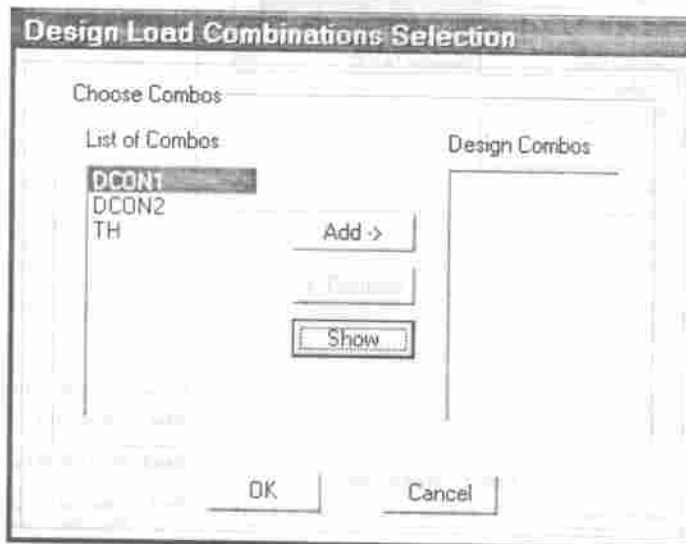 Design Load Combinations Selection
Choose Combos
List of Combos
Design Combos
DCON1
DCON2
TH
Add ->
Show
OK
Cancel